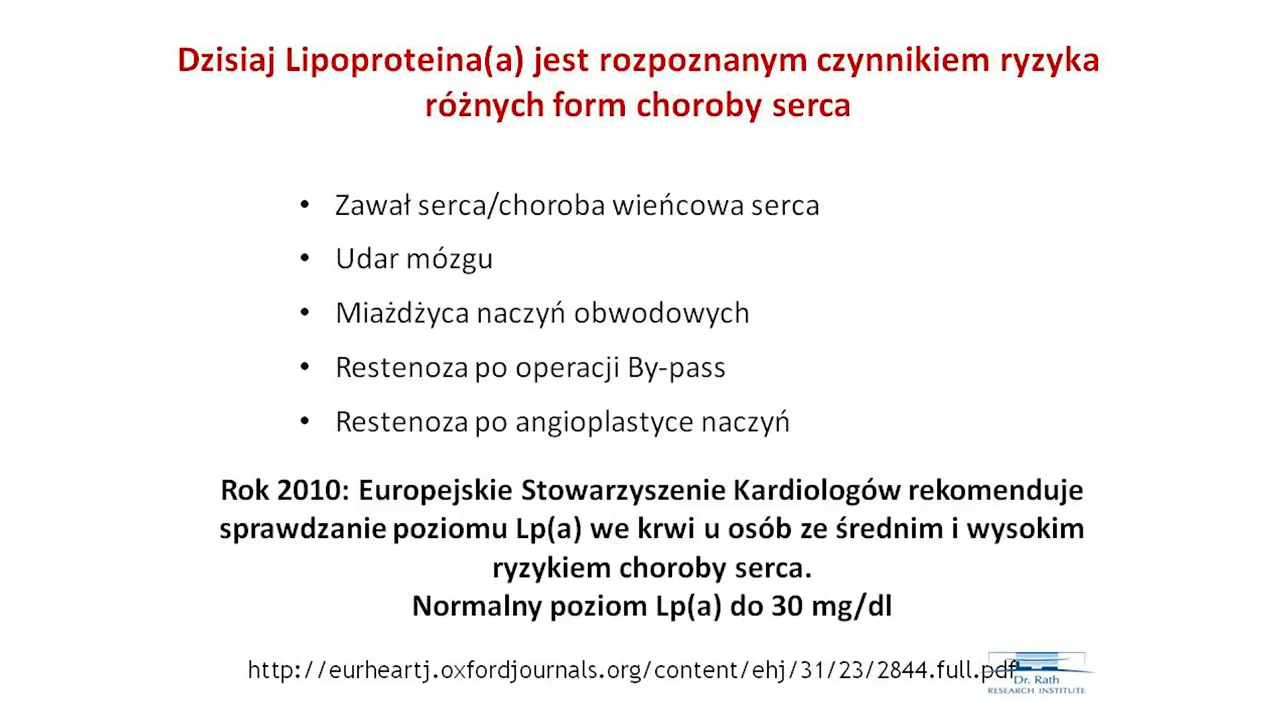 Dzisiaj Lipoproteina(a) jest rozpoznanym czynnikiem ryzyka
różnych form choroby serca
• Zawał serca/choroba wieńcowa serca
• Udar mózgu
• Miażdżyca naczyń obwodowych
• Restenoza po operacji By-pass
• Restenoza po angioplastyce naczyń
Rok 2010: Europejskie Stowarzyszenie Kardiologów rekomenduje
sprawdzanie poziomu Lp(a) we krwi u osób ze średnim i wysokim
ryzykiem choroby serca.
Normalny poziom Lp(a) do 30 mg/dl
http://eurheartj.oxfordjournals.org/content/ehj/31/23/2844.full.pdf
Dr. Rath
RESEARCH INSTITUTE